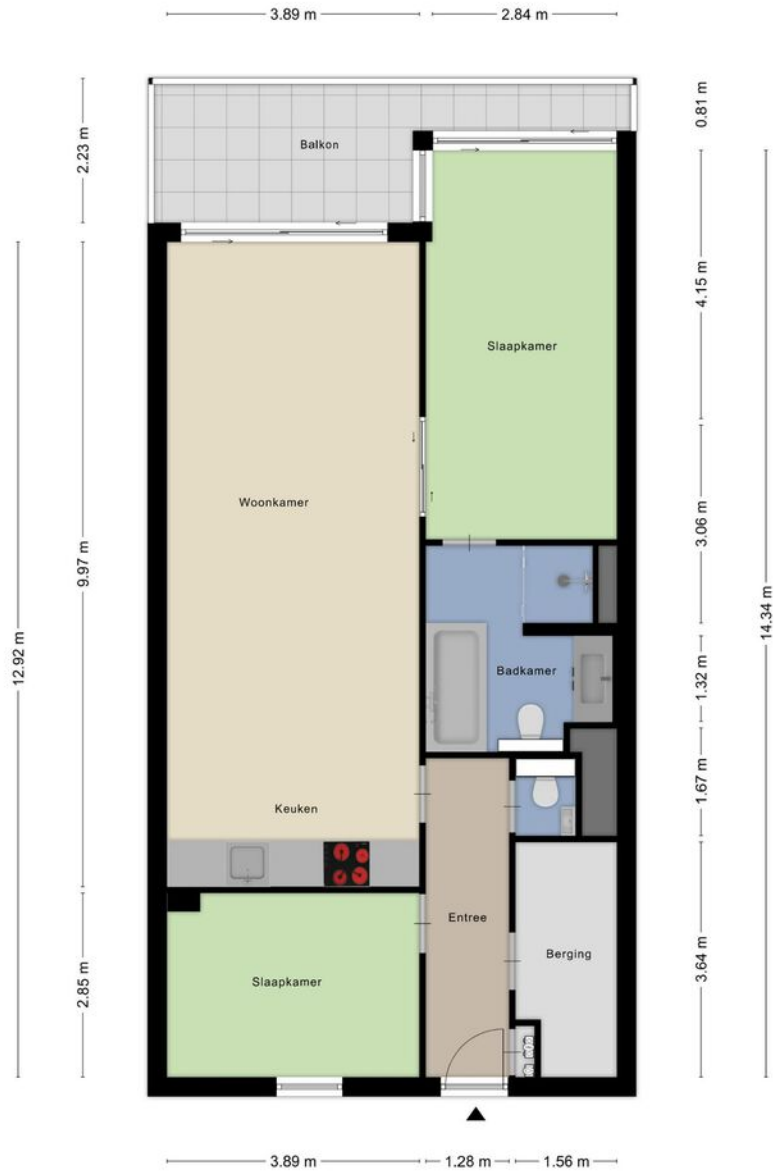 3.89 m
2.84 m
2.23 m
0.81 m
Balkon
4.15 m
Slaapkamer
Woonkamer
9.97 m
12.92 m
3.06 m
14.34 m
Badkamer
1.32 m
1.67 m
Keuken
Entree
Berging
3.64 m
Slaapkamer
2.85 m
3.89 m
1.28 m
1.56 m